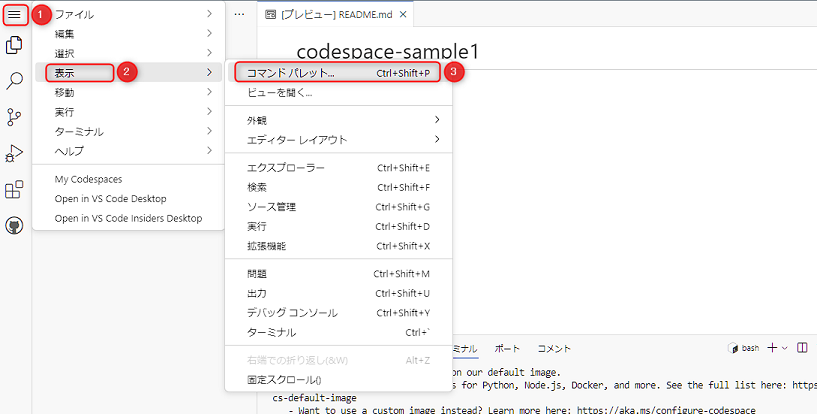 1
ファイル
編集
選択
表示
2
移動
実行
ターミナル
ヘルプ
My Codespaces
Open in VS Code Desktop
Open in VS Code Insiders Desktop
…
[プレビュー] README.md
codespace-sample1
コマンド パレット... Ctrl+Shift+P
3
ビューを開く...
外観
エディター レイアウト
エクスプローラー Ctrl+Shift+E
検索 Ctrl+Shift+F
ソース管理 Ctrl+Shift+G
実行 Ctrl+Shift+D
拡張機能 Ctrl+Shift+X
問題 Ctrl+Shift+M
出力 Ctrl+Shift+U
デバッグ コンソール Ctrl+Shift+Y
ターミナル Ctrl+`
右端での折り返し(&W) Alt+Z
固定スクロール()
ミナル ポート コメント
bash
on our default image.
s for Python, Node.js, Docker, and more. See the full list here: https
cs-default-image
- Want to use a custom image instead? Learn more here: https://aka.ms/configure-codespace